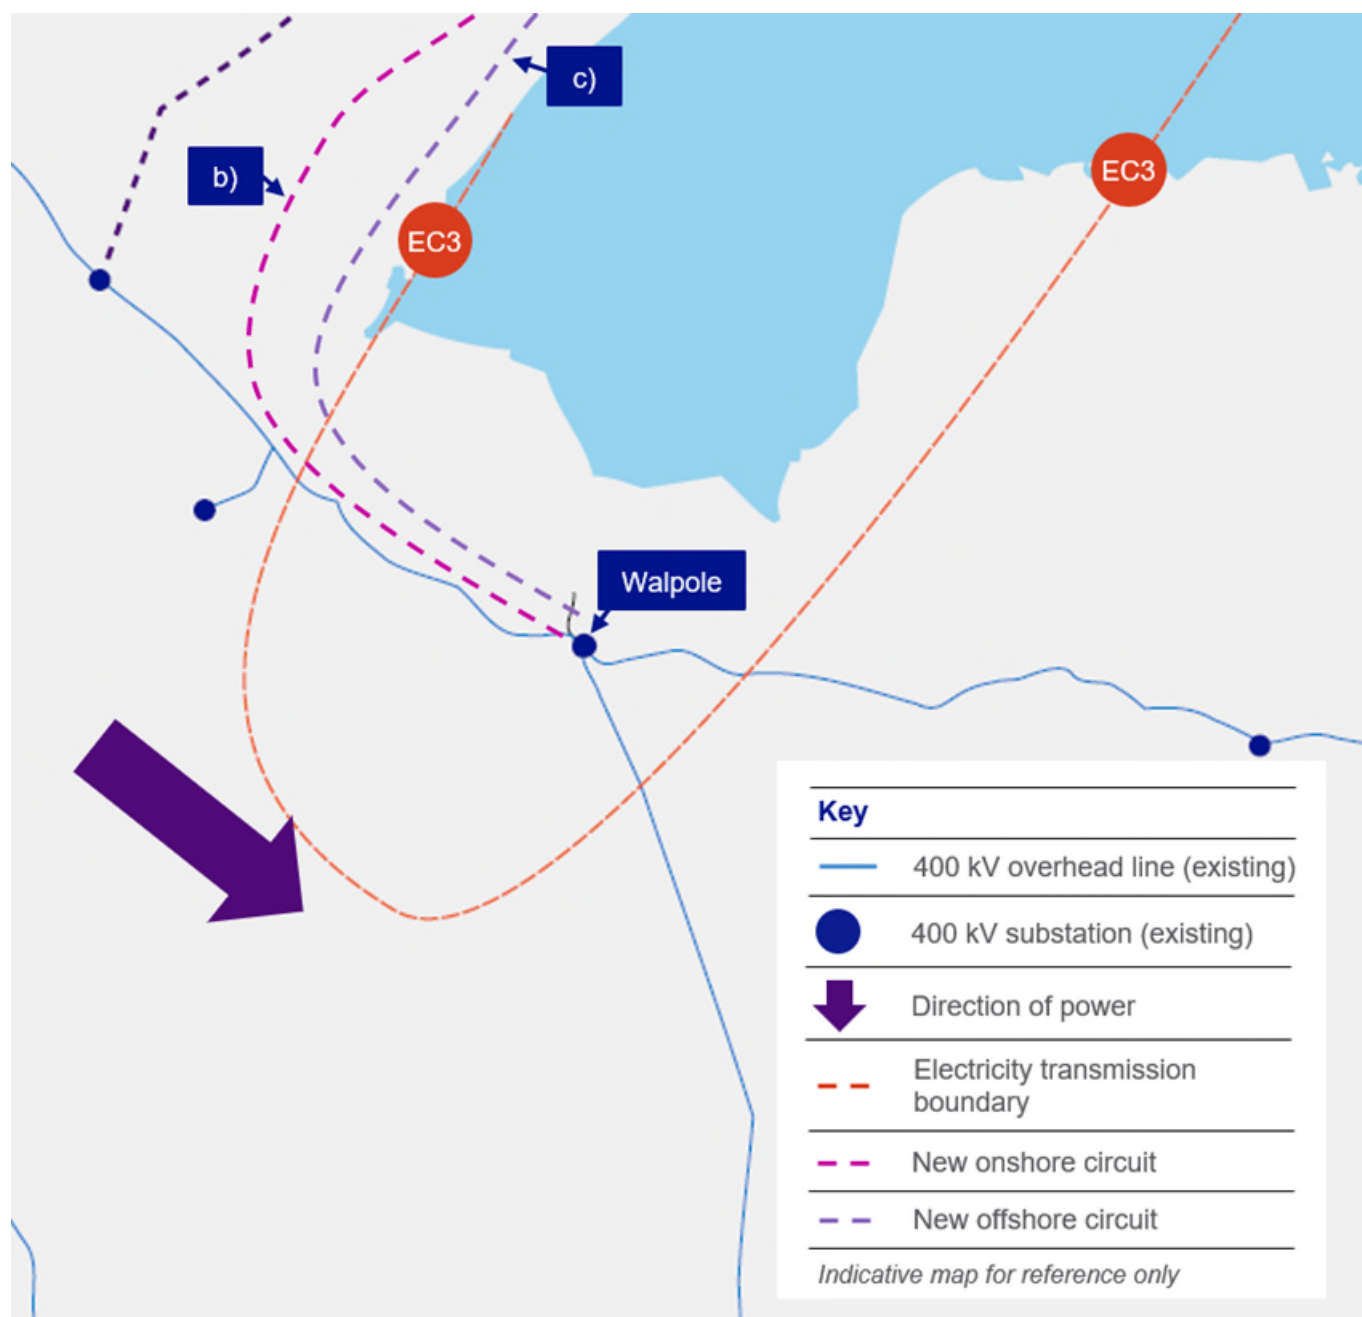 c)
b)
EC3
EC3
Walpole
Key
400 kV overhead line (existing)
400 kV substation (existing)
Direction of power
Electricity transmission
boundary
New onshore circuit
New offshore circuit
Indicative map for reference only